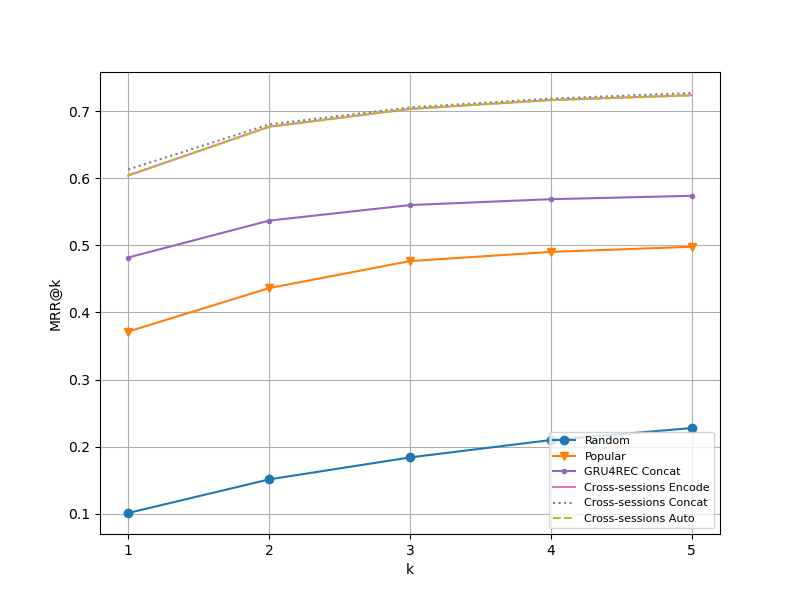 0.7
0.6
0.5
0.4
0.3
0.2
0.1
MRR@k
Random
Popular
GRU4REC Concat
Cross-sessions Encode
Cross-sessions Concat
Cross-sessions Auto
1
2
3
4
5
k